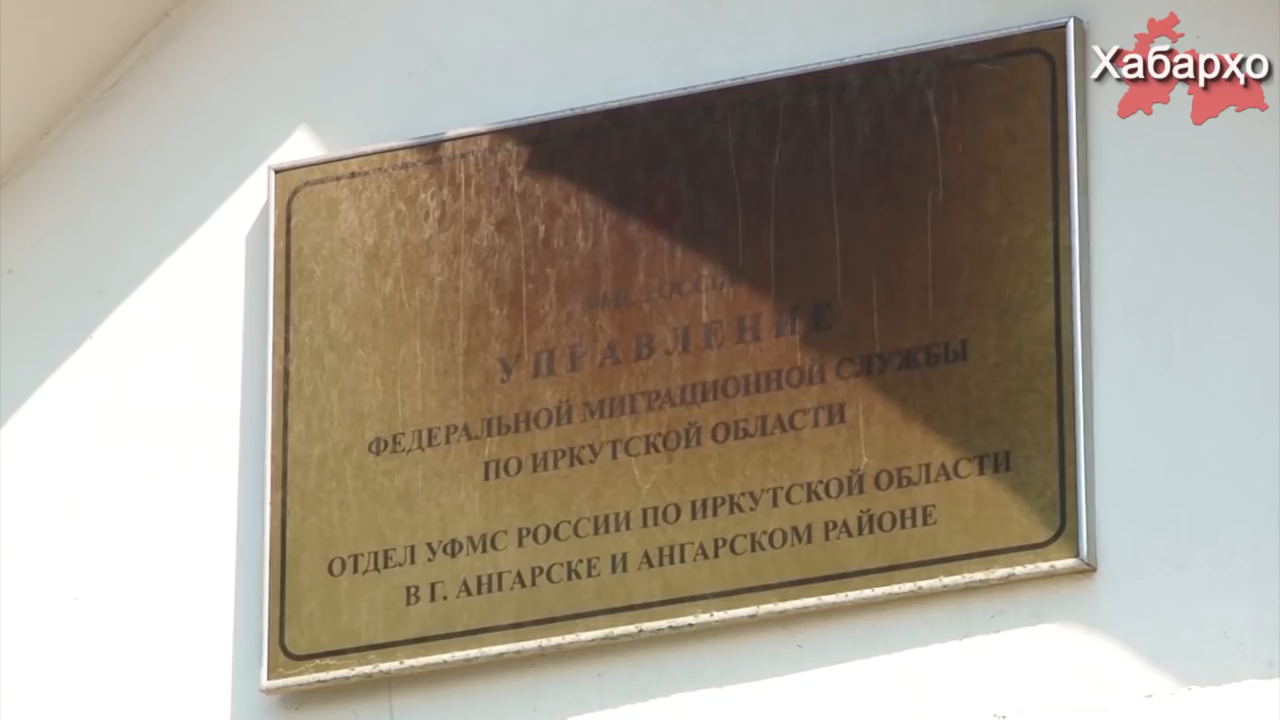 Хабарҳо
УПРАВЛЕНИЕ
ФЕДЕРАЛЬНОЙ МИГРАЦИОННОЙ СЛУЖБЫ
ПО ИРКУТСКОЙ ОБЛАСТИ
ОТДЕЛ УФМС РОССИИ ПО ИРКУТСКОЙ ОБЛАСТИ
В Г. АНГАРСКЕ И АНГАРСКОМ РАЙОНЕ